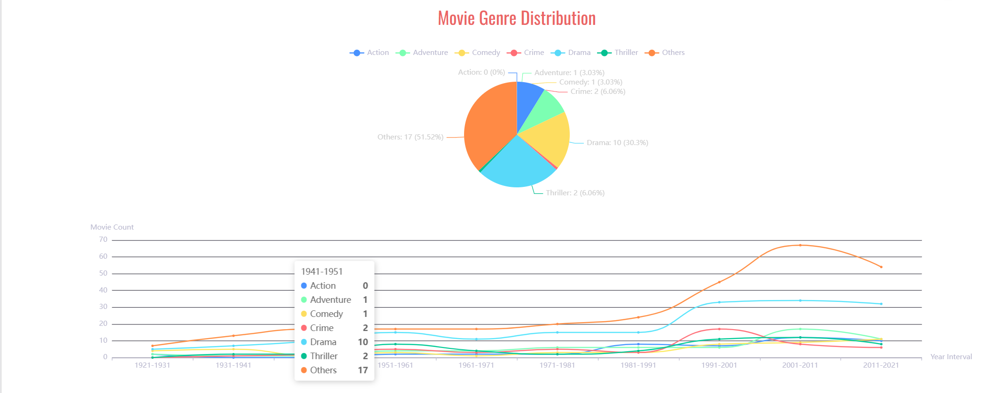 Movie Genre Distribution
Action Adventure Comedy Crime Drama Thriller Others
Action: 0 (0%)
Adventure: 1 (3.03%)
Comedy: 1 (3.03%)
Crime: 2 (6.06%)
Others: 17 (51.52%)
Drama: 10 (30.3%)
Thriller: 2 (6.06%)
Movie Count
70
60
50
40
30
20
10
0
1941-1951
Action 0
Adventure 1
Comedy 1
Crime 2
Drama 10
Thriller 2
Others 17
1921-1931 1931-1941 1951-1961 1961-1971 1971-1981 1981-1991 1991-2001 2001-2011 2011-2021
Year Interval